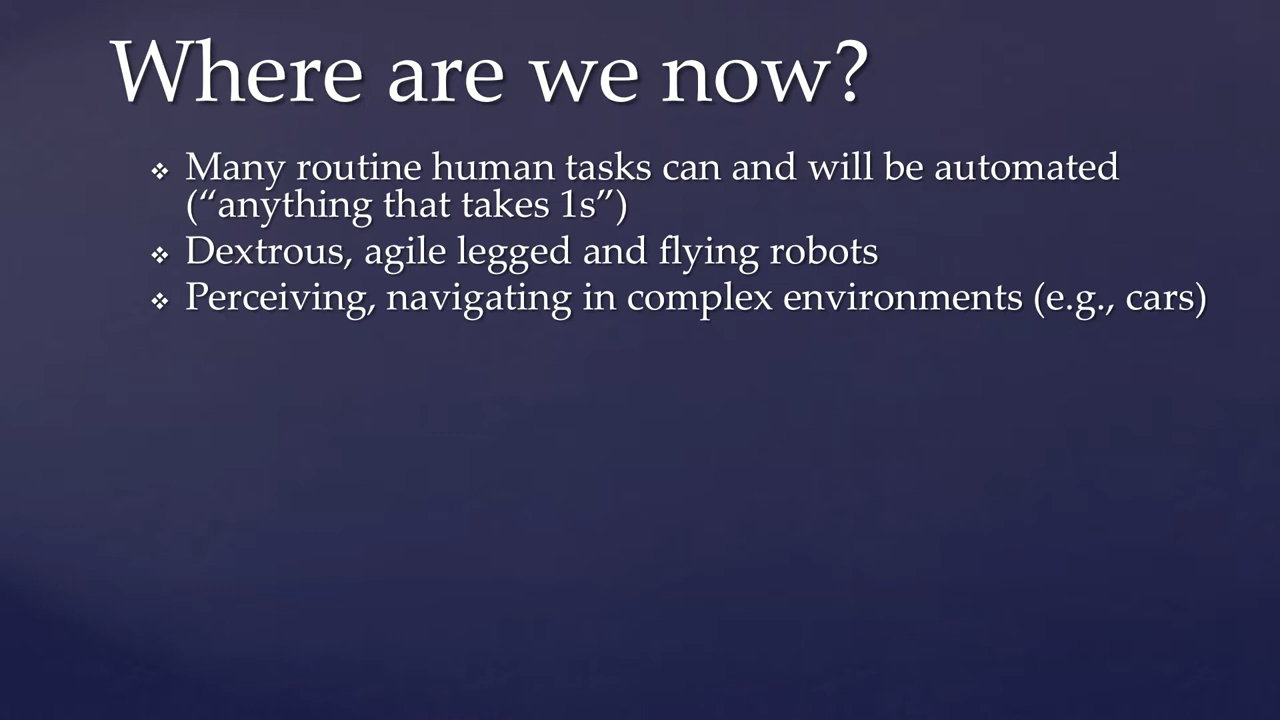 Where are we now?
❖ Many routine human tasks can and will be automated
(“anything that takes 1s”)
❖ Dextrous, agile legged and flying robots
❖ Perceiving, navigating in complex environments (e.g., cars)